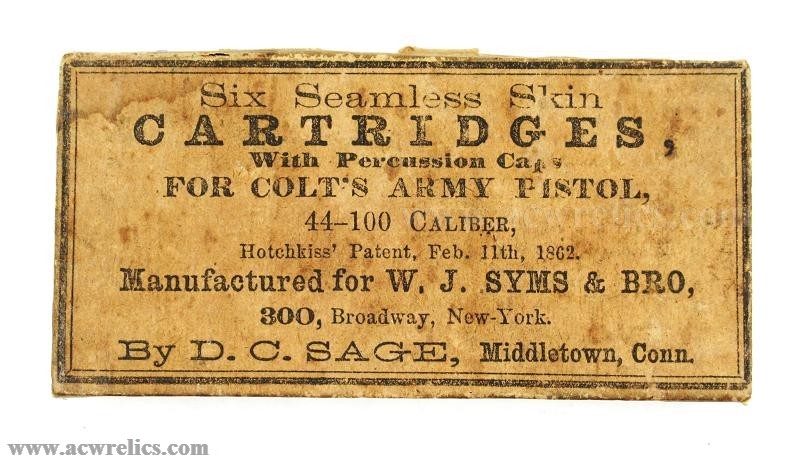 Six Seamless Skin
CARTRIDGES,
With Percussion Caps
FOR COLT'S ARMY PISTOL,
44–100 CALIBER,
Hotchkiss' Patent, Feb. 11th, 1862.
Manufactured for W. J. SYMS & BRO,
300, Broadway, New-York.
By D. C. SAGE, Middletown, Conn.
www.acwrelics.com